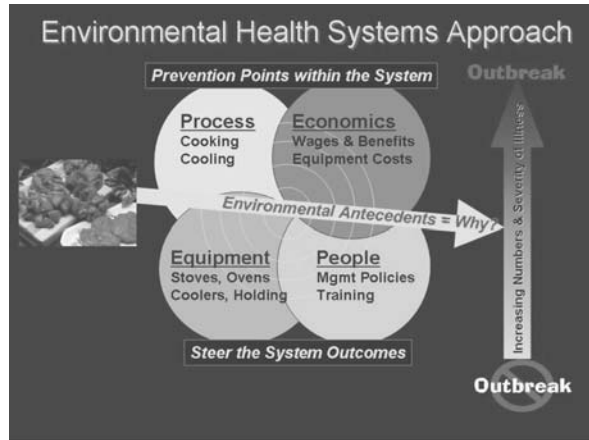 Environmental Health Systems Approach
Prevention Points within the System
Outbreak
Process
Cooking
Cooling
Economics
Wages & Benefits
Equipment Costs
Environmental Antecedents = Why?
Equipment
Stoves, Ovens
Coolers, Holding
People
Mgmt Policies
Training
Increasing Numbers & Severity of Illness
Steer the System Outcomes
Outbreak